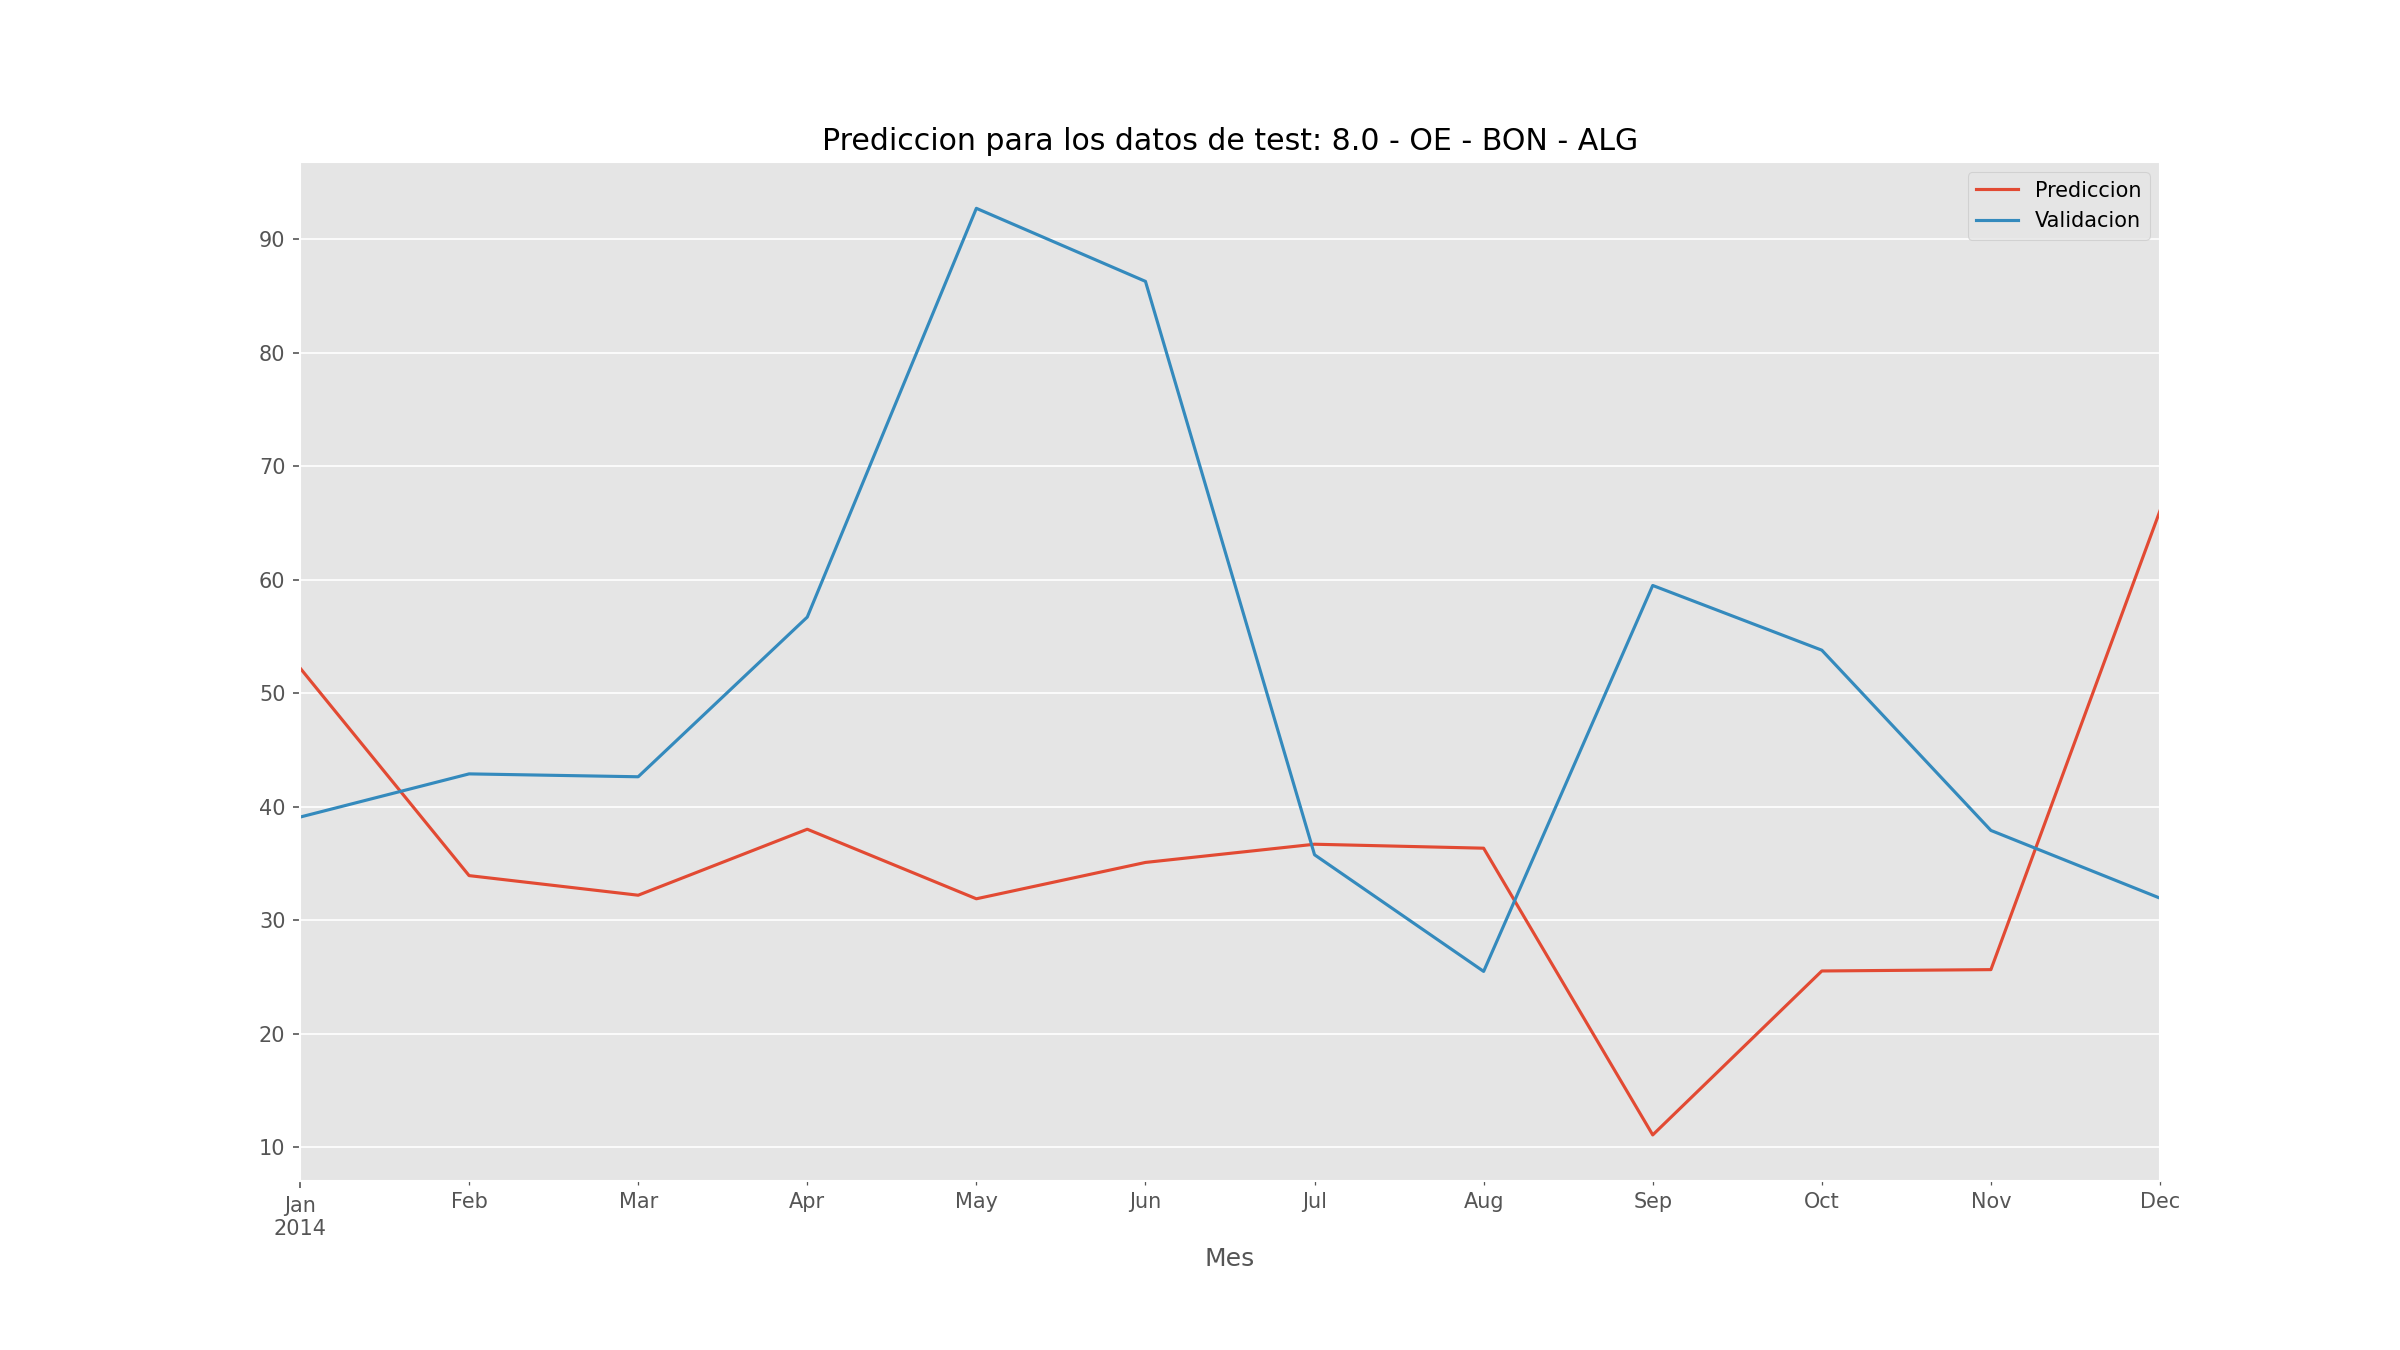 Prediccion para los datos de test: 8.0 - OE - BON - ALG
Prediccion
Validacion
90
80
70
60
50
40
30
20
10
Jan Feb Mar Apr May Jun Jul Aug Sep Oct Nov Dec
2014
Mes